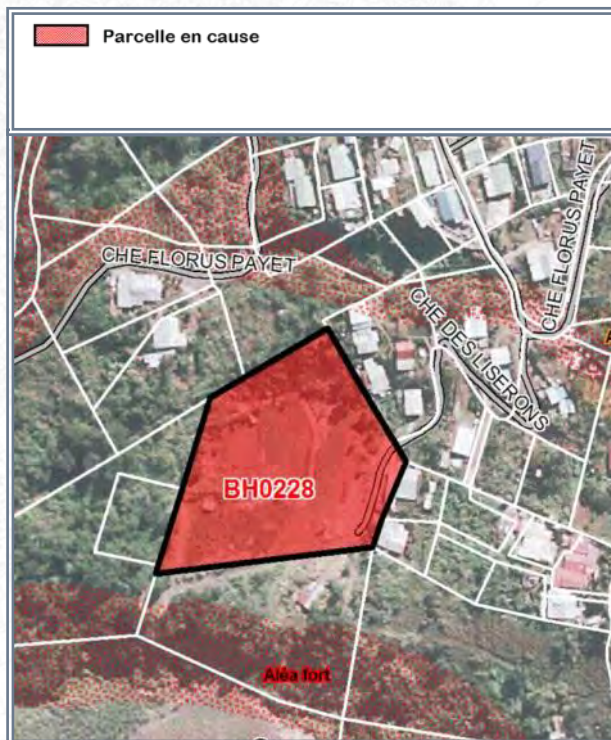 Parcelle en cause
CHE FLORUS PAYET
CHE FLORUS PAYET
CHE DES LISERONS
BH0228
Aléa fort